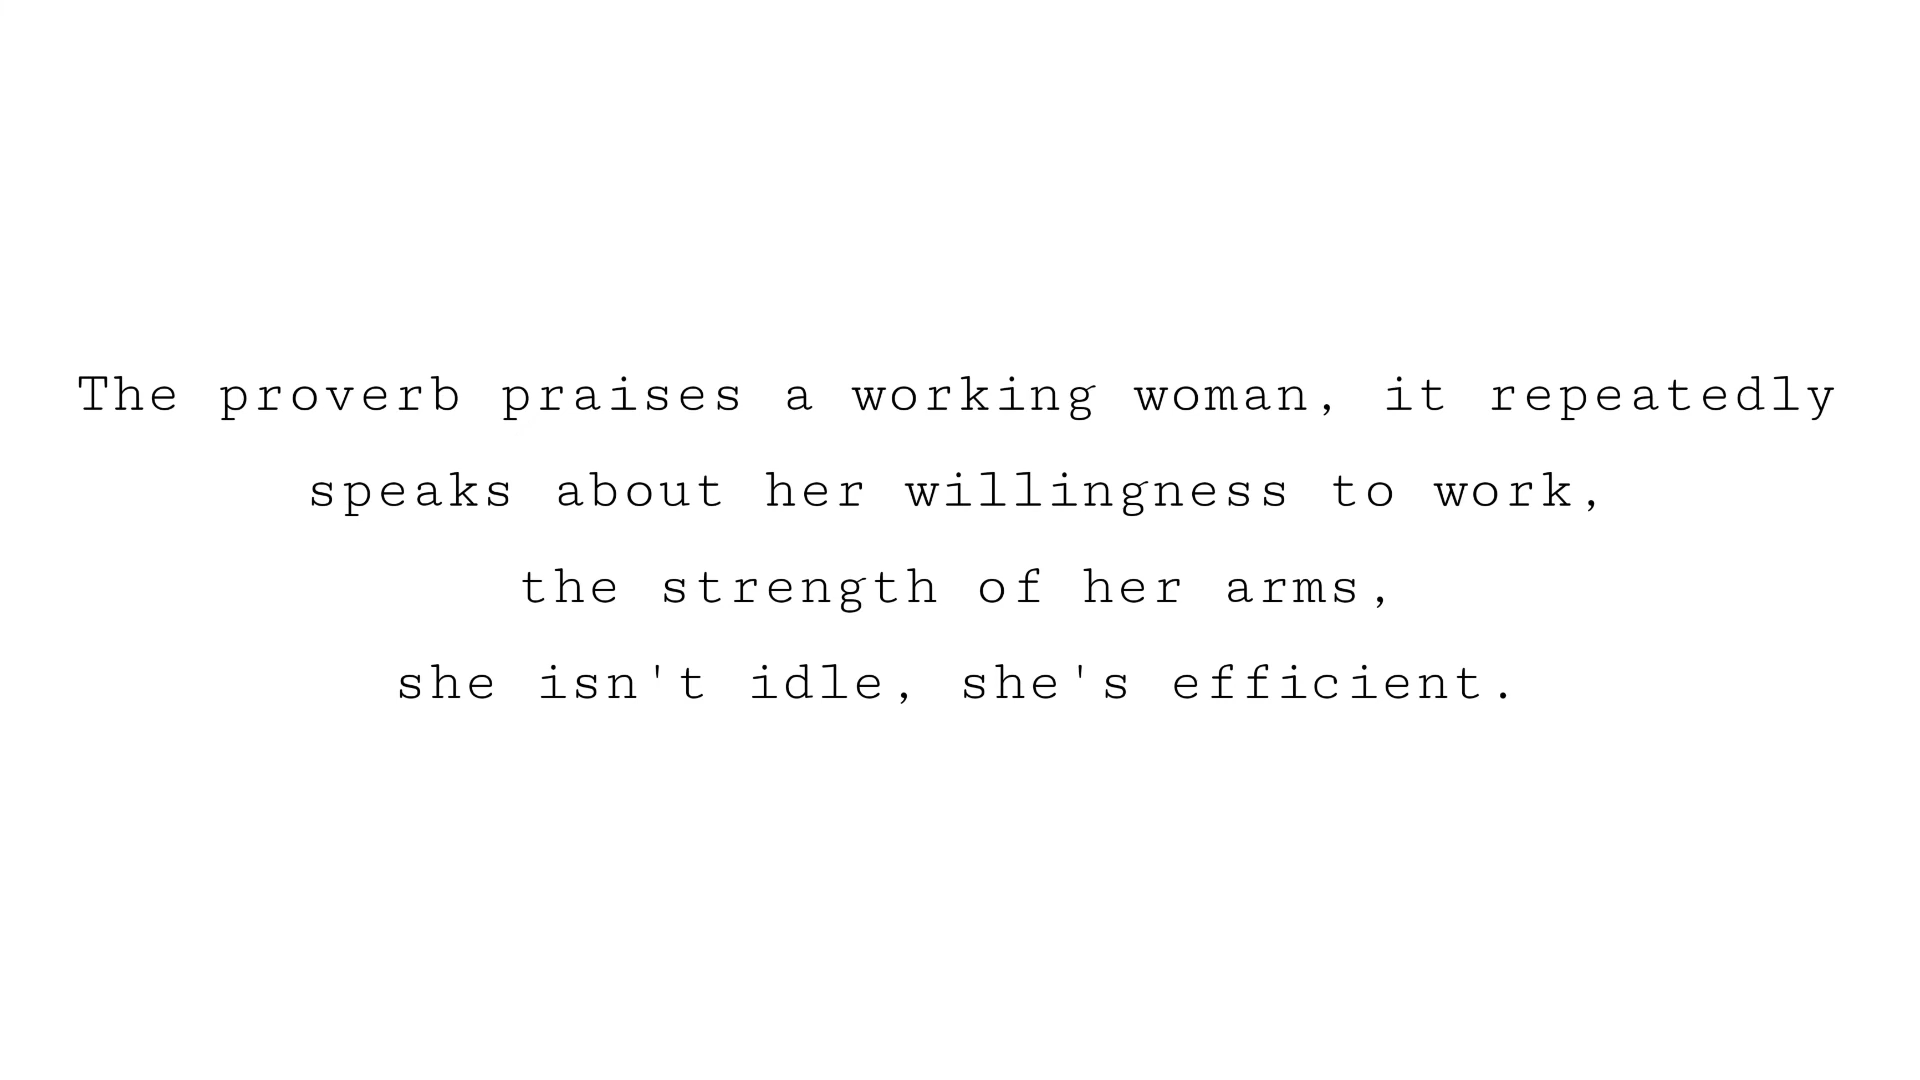 The proverb praises a working woman, it repeatedly
speaks about her willingness to work,
the strength of her arms,
she isn't idle, she's efficient.